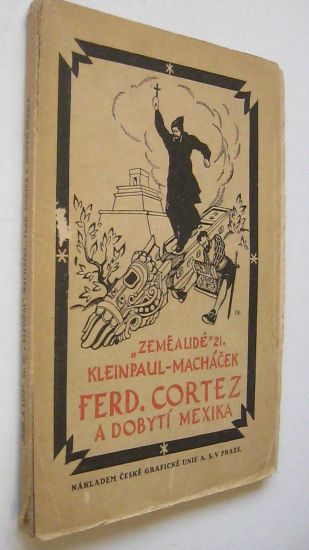 „ZEMĚ A LIDÉ" 21.
KLEINPAUL-MACHÁČEK
FERD. CORTEZ
A DOBYTÍ MEXIKA
NÁKLADEM ČESKÉ GRAFICKÉ UNIE A. S. V PRAZE